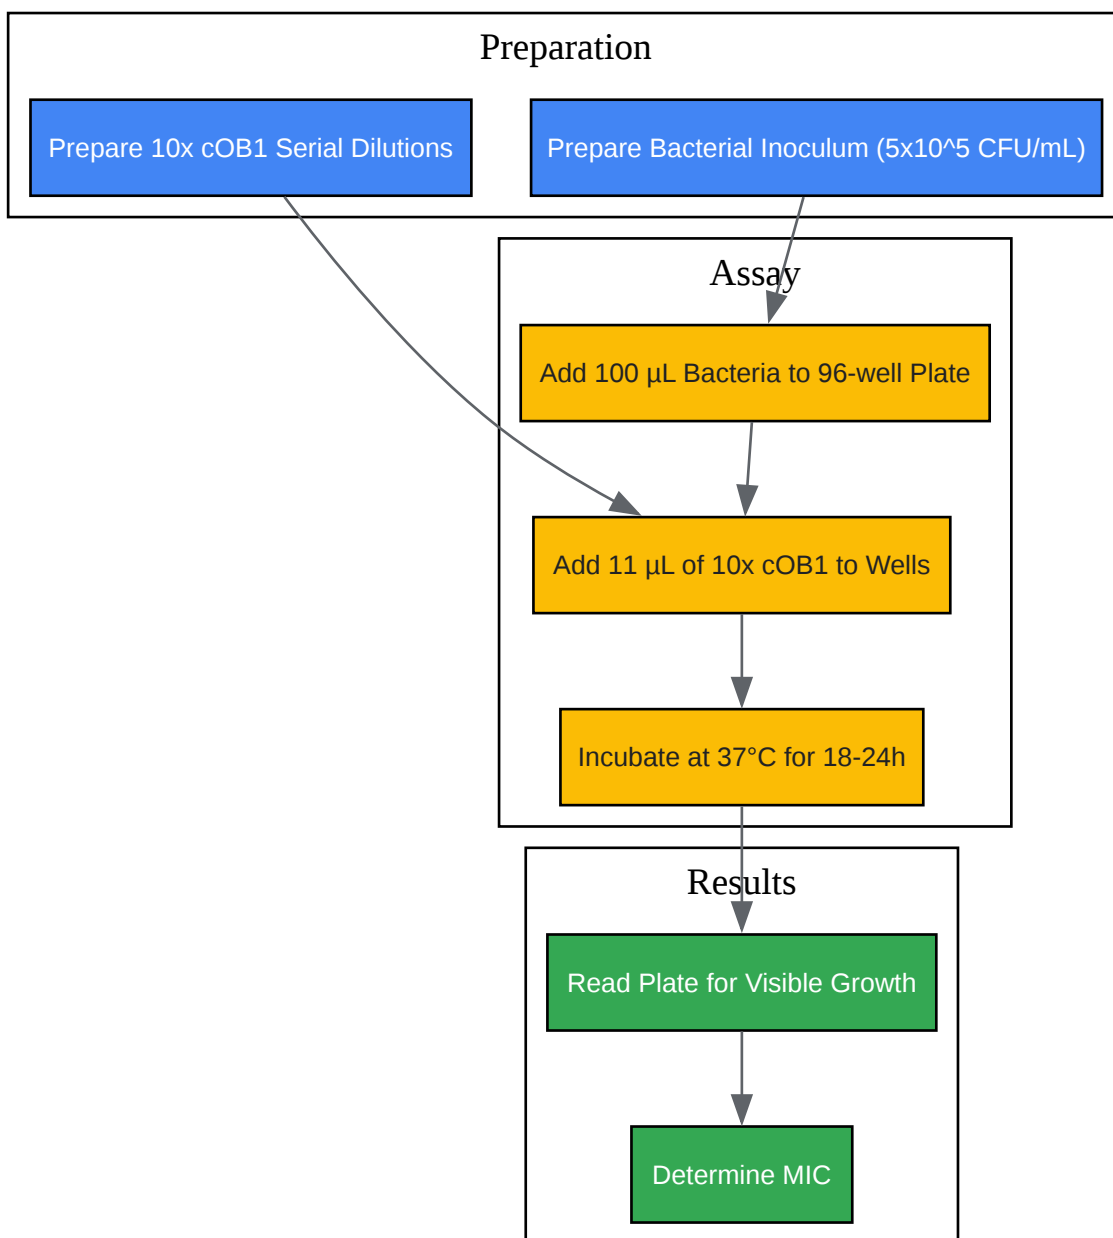 Preparation
Prepare 10x cOB1 Serial Dilutions
Prepare Bacterial Inoculum (5x10^5 CFU/mL)
Assay
Add 100 µL Bacteria to 96-well Plate
Add 11 µL of 10x cOB1 to Wells
Incubate at 37°C for 18-24h
Results
Read Plate for Visible Growth
Determine MIC